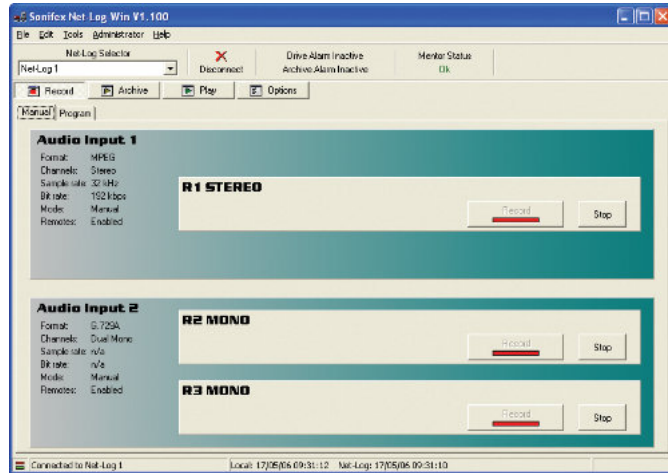 Sonifex Net-Log Win V1.100
File Edit Tools Administrator Help
Net-Log Selector
Net-Log 1
Disconnect
Drive Alarm Inactive
Archive Alarm Inactive
Mentor Status
Ok
Record Archive Play Options
Manual Program
Audio Input 1
Format: MPEG
Channels: Stereo
Sample rate: 32 kHz
Bit rate: 192 kbps
Mode: Manual
Remotes: Enabled
R1 STEREO
Record Stop
Audio Input 2
Format: G.729A
Channels: Dual Mono
Sample rate: n/a
Bit rate: n/a
Mode: Manual
Remotes: Enabled
R2 MONO
Record Stop
R3 MONO
Record Stop
Connected to Net-Log 1 Local: 17/05/06 09:31:12 Net-Log: 17/05/06 09:31:10